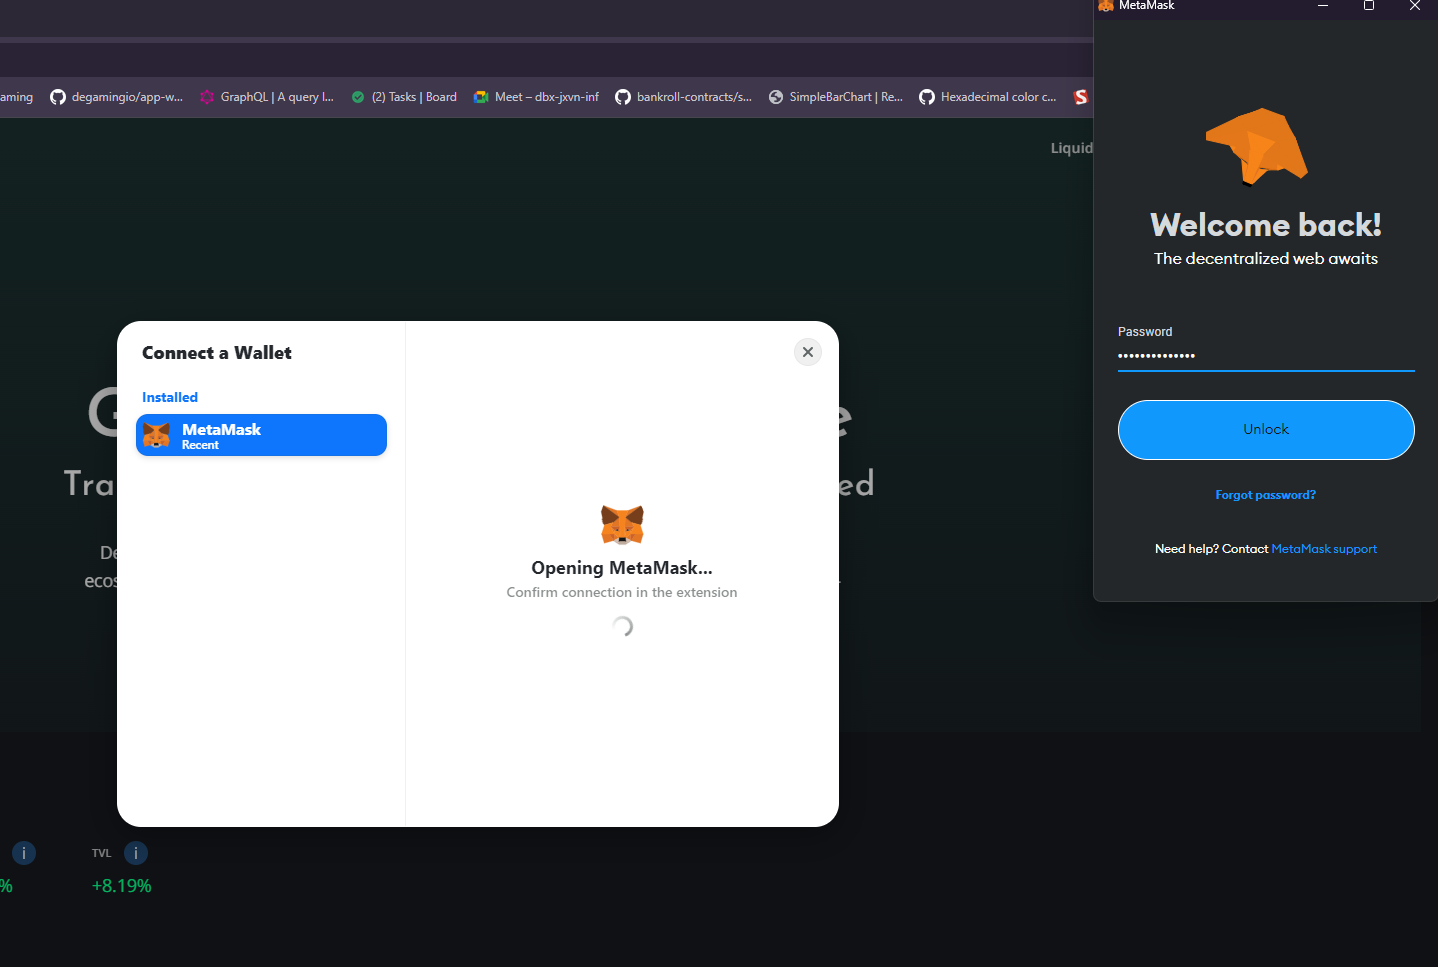 MetaMask
aming
degamingio/app-w...
GraphQL | A query l...
(2) Tasks | Board
Meet – dbx-jxvn-inf
bankroll-contracts/s...
SimpleBarChart | Re...
Hexadecimal color c...
Liquid
Welcome back!
The decentralized web awaits
Password
••••••••••••••
Unlock
Forgot password?
Need help? Contact MetaMask support
Connect a Wallet
Installed
MetaMask
Recent
Opening MetaMask...
Confirm connection in the extension
G
e
Tra
ed
De
ecos
TVL
%
+8.19%